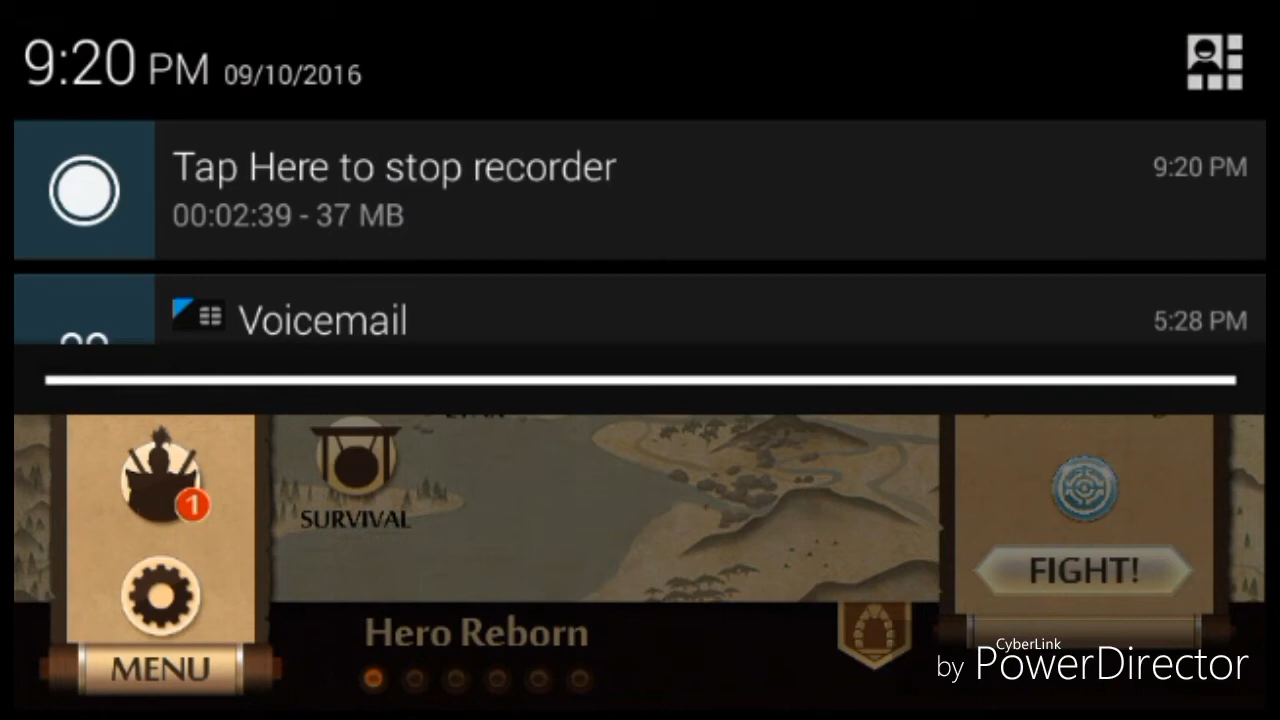 9:20 PM 09/10/2016
Tap Here to stop recorder
9:20 PM
00:02:39 - 37 MB
Voicemail
5:28 PM
1
SURVIVAL
FIGHT!
Hero Reborn
MENU
CyberLink
by PowerDirector